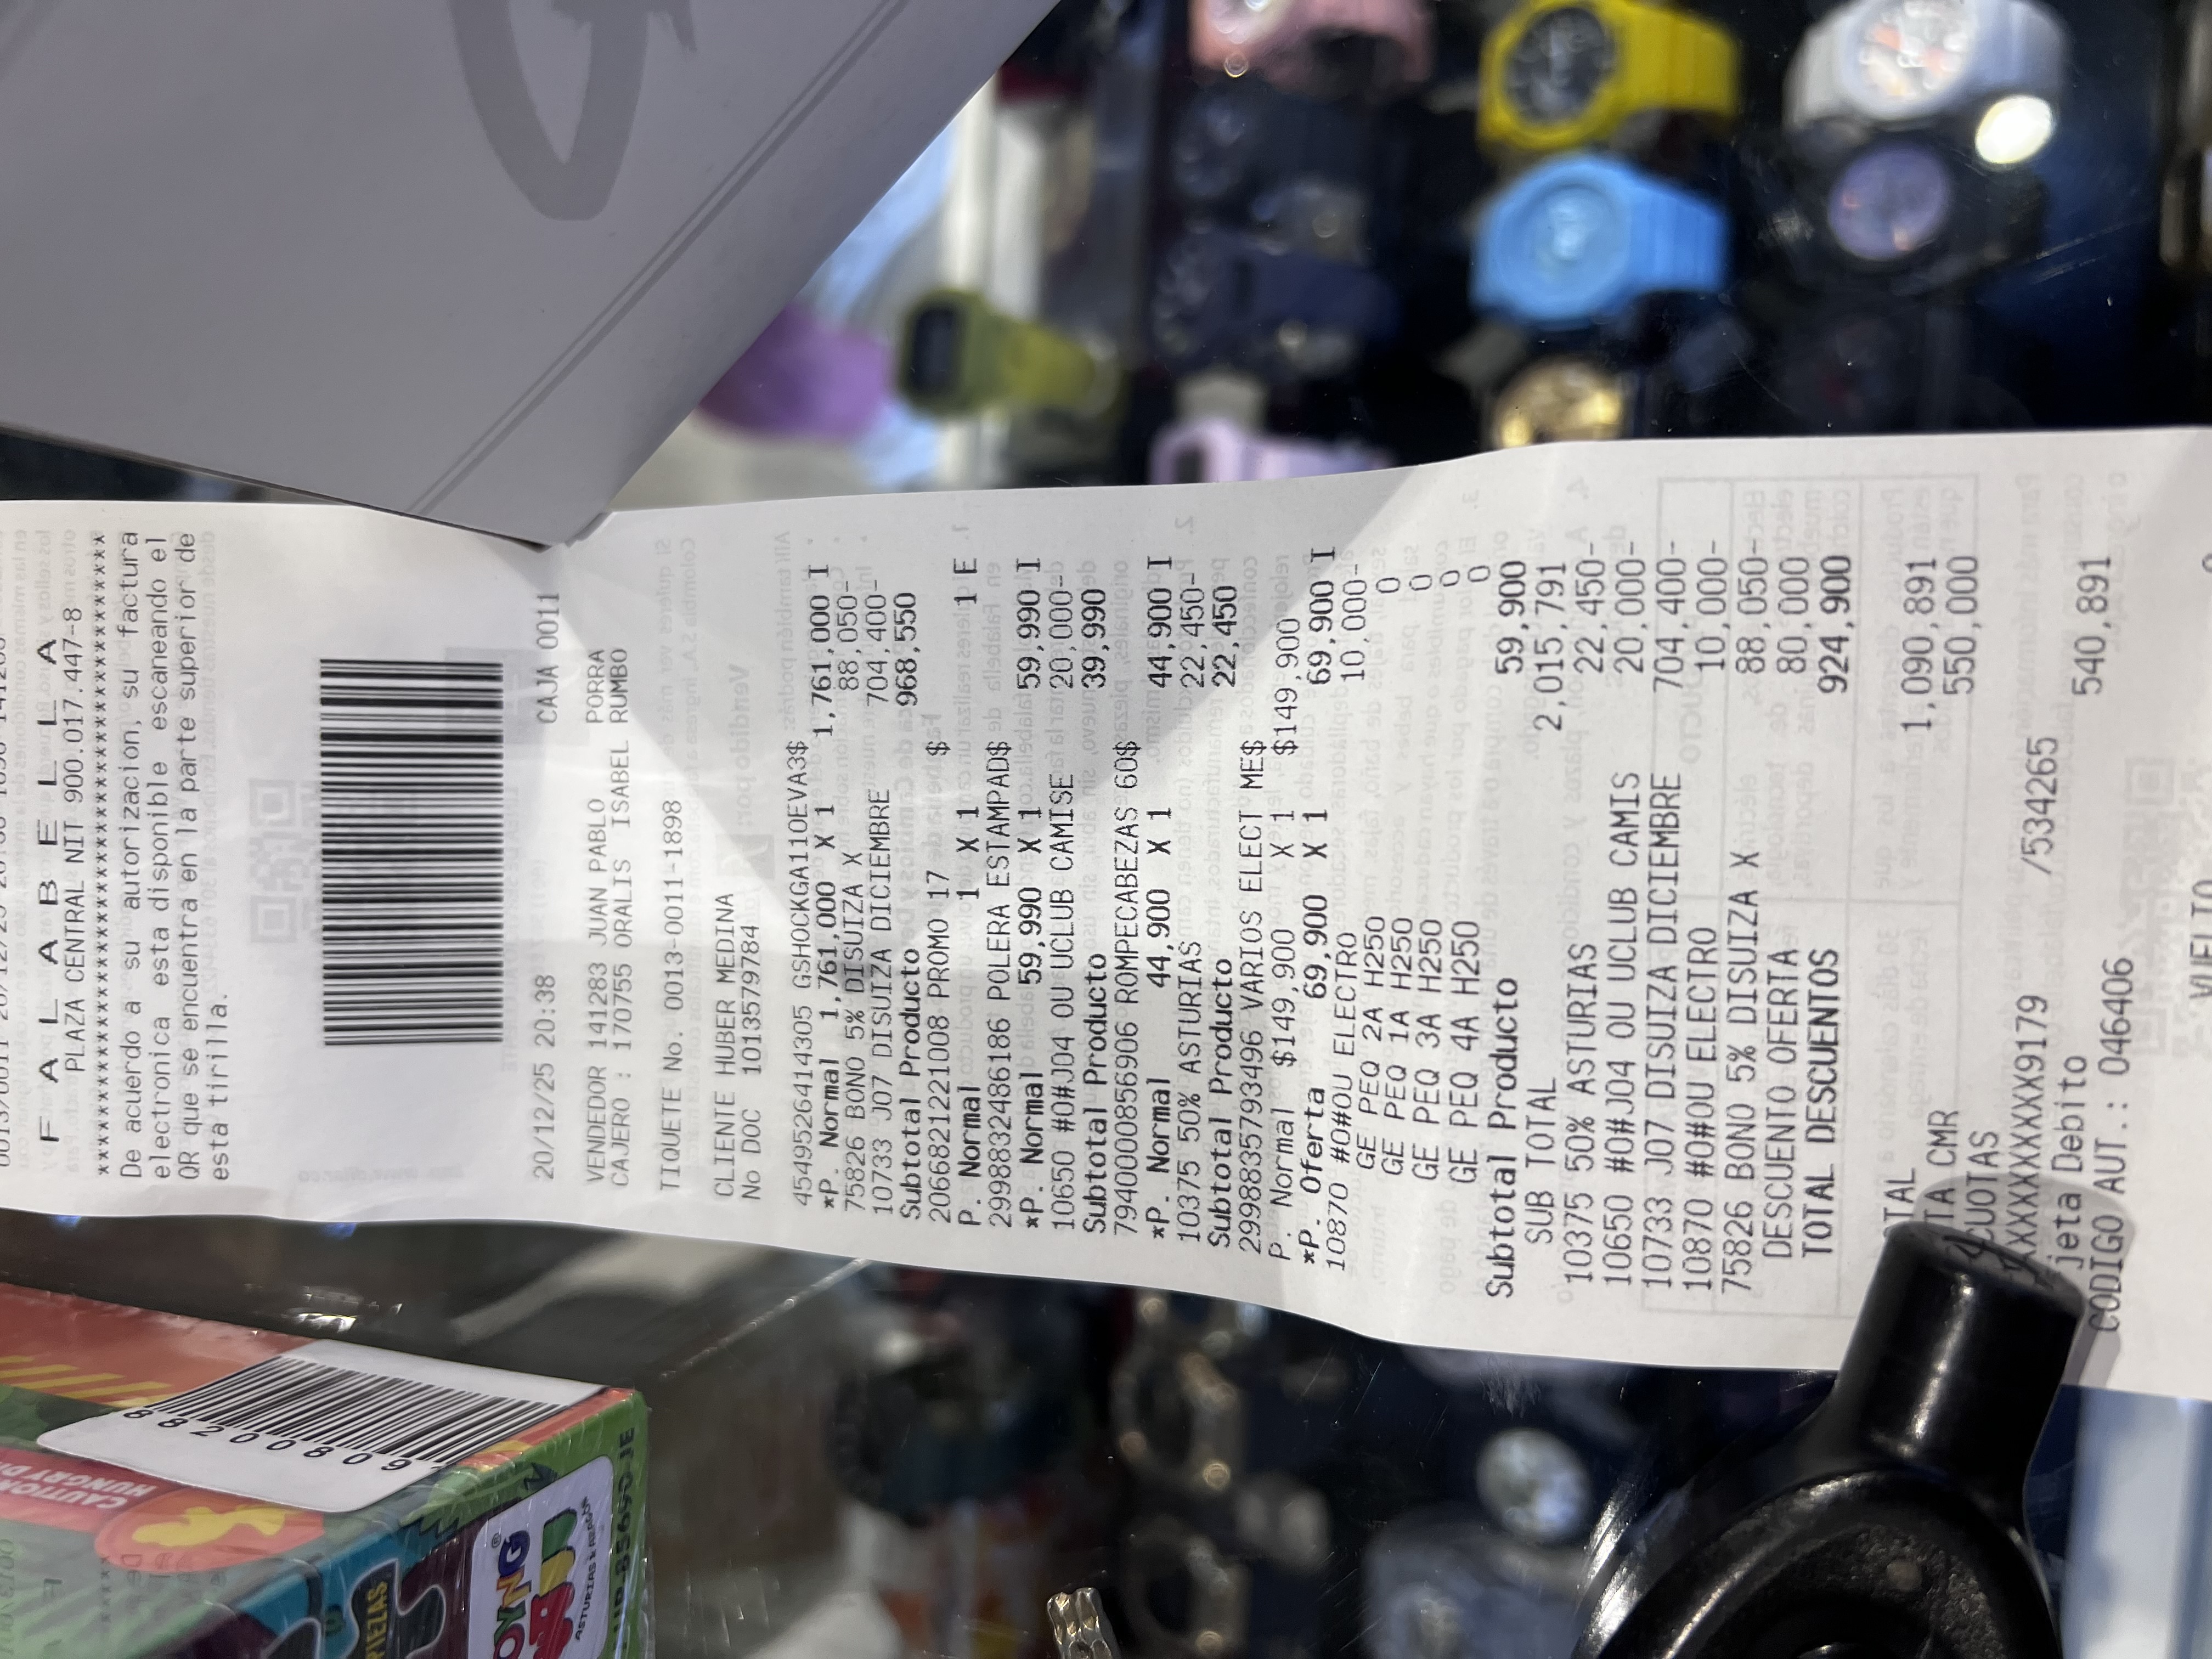 F A L A B E L L A
PLAZA CENTRAL NIT 900.017.447-8
****************************************
De acuerdo a su autorizacion, su factura
electronica esta disponible escaneando el
QR que se encuentra en la parte superior de
esta tirilla.
20/12/25 20:38 CAJA 0011
VENDEDOR 141283 JUAN PABLO PORRA
CAJERO : 170755 ORALIS ISABEL RUMBO
TIQUETE No. 0013-0011-1898
CLIENTE HUBER MEDINA
No DOC 1013579784
4549526414305 GSHOCKGA110EVA3$
*P. Normal 1,761,000 X 1 1,761,000 I
75826 BONO 5% DISUIZA X 88,050-
10733 J07 DISUIZA DICIEMBRE 704,400-
Subtotal Producto 968,550
2066821221008 PROMO 17 $
P. Normal 1 X 1 1 E
2998832486186 POLERA ESTAMPAD$
*P. Normal 59,990 X 1 59,990 I
10650 #O#J04 OU UCLUB CAMISE 20,000-
Subtotal Producto 39,990
7940000856906 ROMPECABEZAS 60$
*P. Normal 44,900 X 1 44,900 I
10375 50% ASTURIAS 22,450-
Subtotal Producto 22,450
2998835793496 VARIOS ELECT ME$
P. Normal $149,900 X 1 $149,900
*P. Oferta 69,900 X 1 69,900 I
10870 #O#OU ELECTRO 10,000-
GE PEQ 2A H250 0
GE PEQ 1A H250 0
GE PEQ 3A H250 0
GE PEQ 4A H250 0
Subtotal Producto 59,900
SUB TOTAL 2,015,791
10375 50% ASTURIAS 22,450-
10650 #O#J04 OU UCLUB CAMIS 20,000-
10733 J07 DISUIZA DICIEMBRE 704,400-
10870 #O#OU ELECTRO 10,000-
75826 BONO 5% DISUIZA X 88,050-
DESCUENTO OFERTA 80,000
TOTAL DESCUENTOS 924,900
OTAL 1,090,891
TA CMR 550,000
CUOTAS
XXXXXXXXXXX9179 /534265
jeta Debito 540,891
CODIGO AUT.: 046406
VUELTO
88200809
CAUTION
HUNGRY
PIEZAS
ASTURIAS